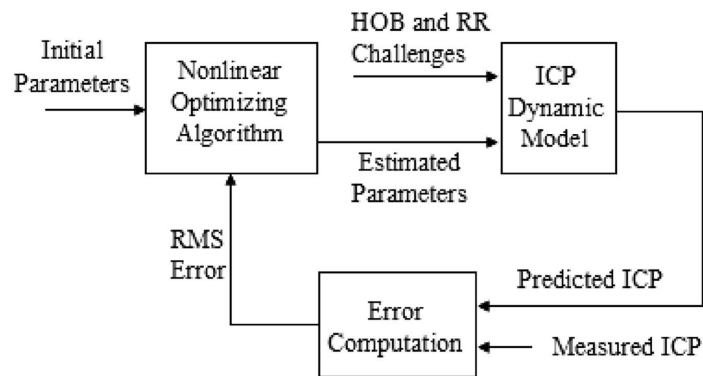 Initial
Parameters
Nonlinear
Optimizing
Algorithm
HOB and RR
Challenges
ICP
Dynamic
Model
Estimated
Parameters
RMS
Error
Predicted ICP
Error
Computation
Measured ICP